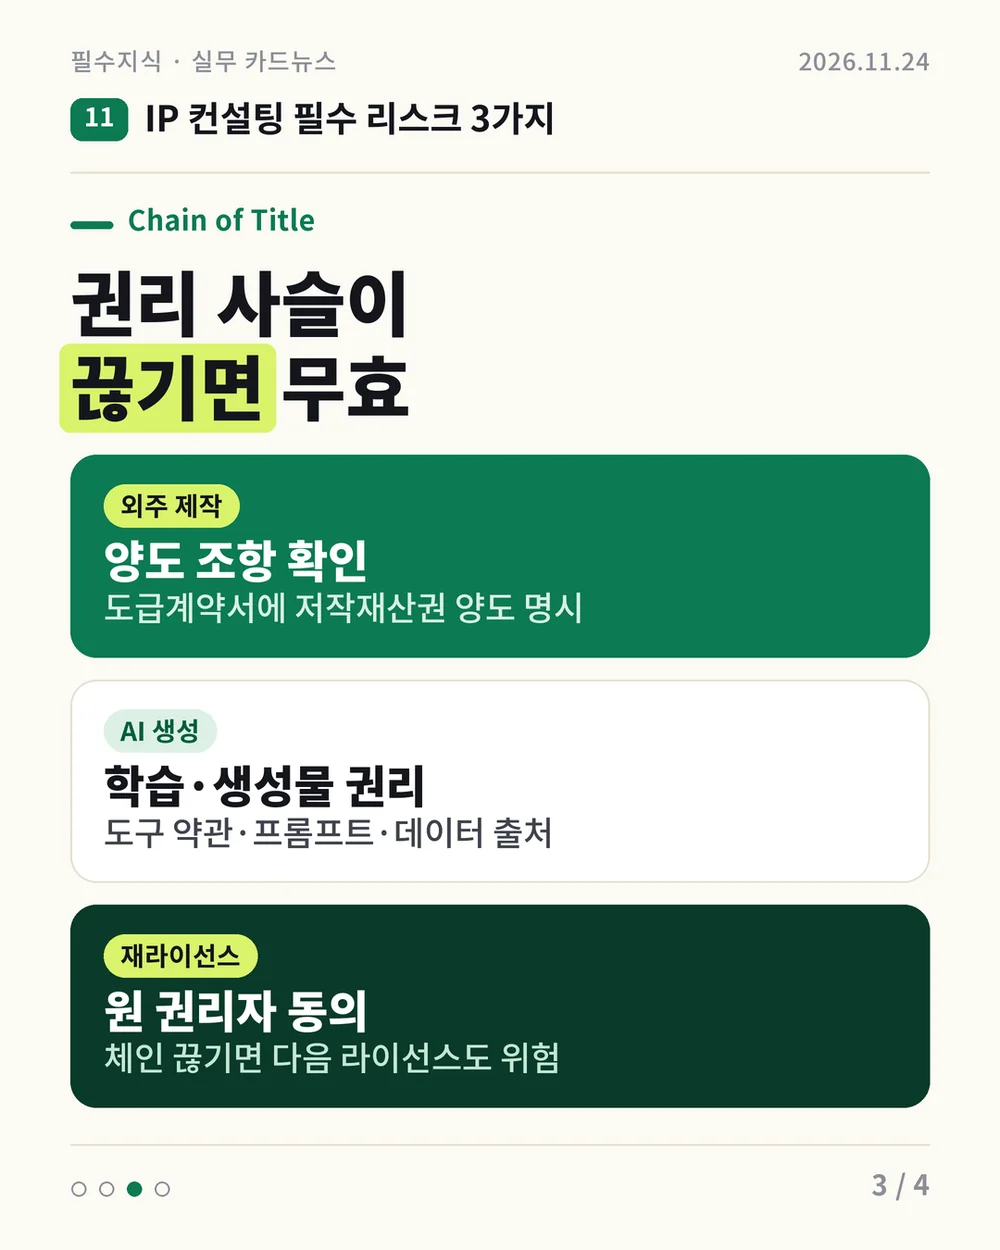 필수지식 · 실무 카드뉴스
2026.11.24
11 IP 컨설팅 필수 리스크 3가지
Chain of Title
권리 사슬이
끊기면 무효
외주 제작
양도 조항 확인
도급계약서에 저작재산권 양도 명시
AI 생성
학습·생성물 권리
도구 약관·프롬프트·데이터 출처
재라이선스
원 권리자 동의
체인 끊기면 다음 라이선스도 위험
3 / 4